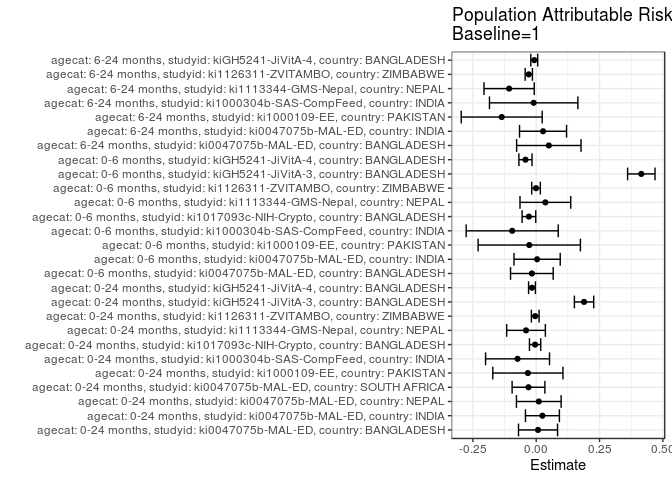 Population Attributable Risk
Baseline=1
agecat: 6-24 months, studyid: kiGH5241-JiVitA-4, country: BANGLADESH
agecat: 6-24 months, studyid: ki1126311-ZVITAMBO, country: ZIMBABWE
agecat: 6-24 months, studyid: ki1113344-GMS-Nepal, country: NEPAL
agecat: 6-24 months, studyid: ki1000304b-SAS-CompFeed, country: INDIA
agecat: 6-24 months, studyid: ki1000109-EE, country: PAKISTAN
agecat: 6-24 months, studyid: ki0047075b-MAL-ED, country: INDIA
agecat: 6-24 months, studyid: ki0047075b-MAL-ED, country: BANGLADESH
agecat: 0-6 months, studyid: kiGH5241-JiVitA-4, country: BANGLADESH
agecat: 0-6 months, studyid: kiGH5241-JiVitA-3, country: BANGLADESH
agecat: 0-6 months, studyid: ki1126311-ZVITAMBO, country: ZIMBABWE
agecat: 0-6 months, studyid: ki1113344-GMS-Nepal, country: NEPAL
agecat: 0-6 months, studyid: ki1017093c-NIH-Crypto, country: BANGLADESH
agecat: 0-6 months, studyid: ki1000304b-SAS-CompFeed, country: INDIA
agecat: 0-6 months, studyid: ki1000109-EE, country: PAKISTAN
agecat: 0-6 months, studyid: ki0047075b-MAL-ED, country: INDIA
agecat: 0-6 months, studyid: ki0047075b-MAL-ED, country: BANGLADESH
agecat: 0-24 months, studyid: kiGH5241-JiVitA-4, country: BANGLADESH
agecat: 0-24 months, studyid: kiGH5241-JiVitA-3, country: BANGLADESH
agecat: 0-24 months, studyid: ki1126311-ZVITAMBO, country: ZIMBABWE
agecat: 0-24 months, studyid: ki1113344-GMS-Nepal, country: NEPAL
agecat: 0-24 months, studyid: ki1017093c-NIH-Crypto, country: BANGLADESH
agecat: 0-24 months, studyid: ki1000304b-SAS-CompFeed, country: INDIA
agecat: 0-24 months, studyid: ki1000109-EE, country: PAKISTAN
agecat: 0-24 months, studyid: ki0047075b-MAL-ED, country: SOUTH AFRICA
agecat: 0-24 months, studyid: ki0047075b-MAL-ED, country: NEPAL
agecat: 0-24 months, studyid: ki0047075b-MAL-ED, country: INDIA
agecat: 0-24 months, studyid: ki0047075b-MAL-ED, country: BANGLADESH
-0.25 0.00 0.25 0.50
Estimate